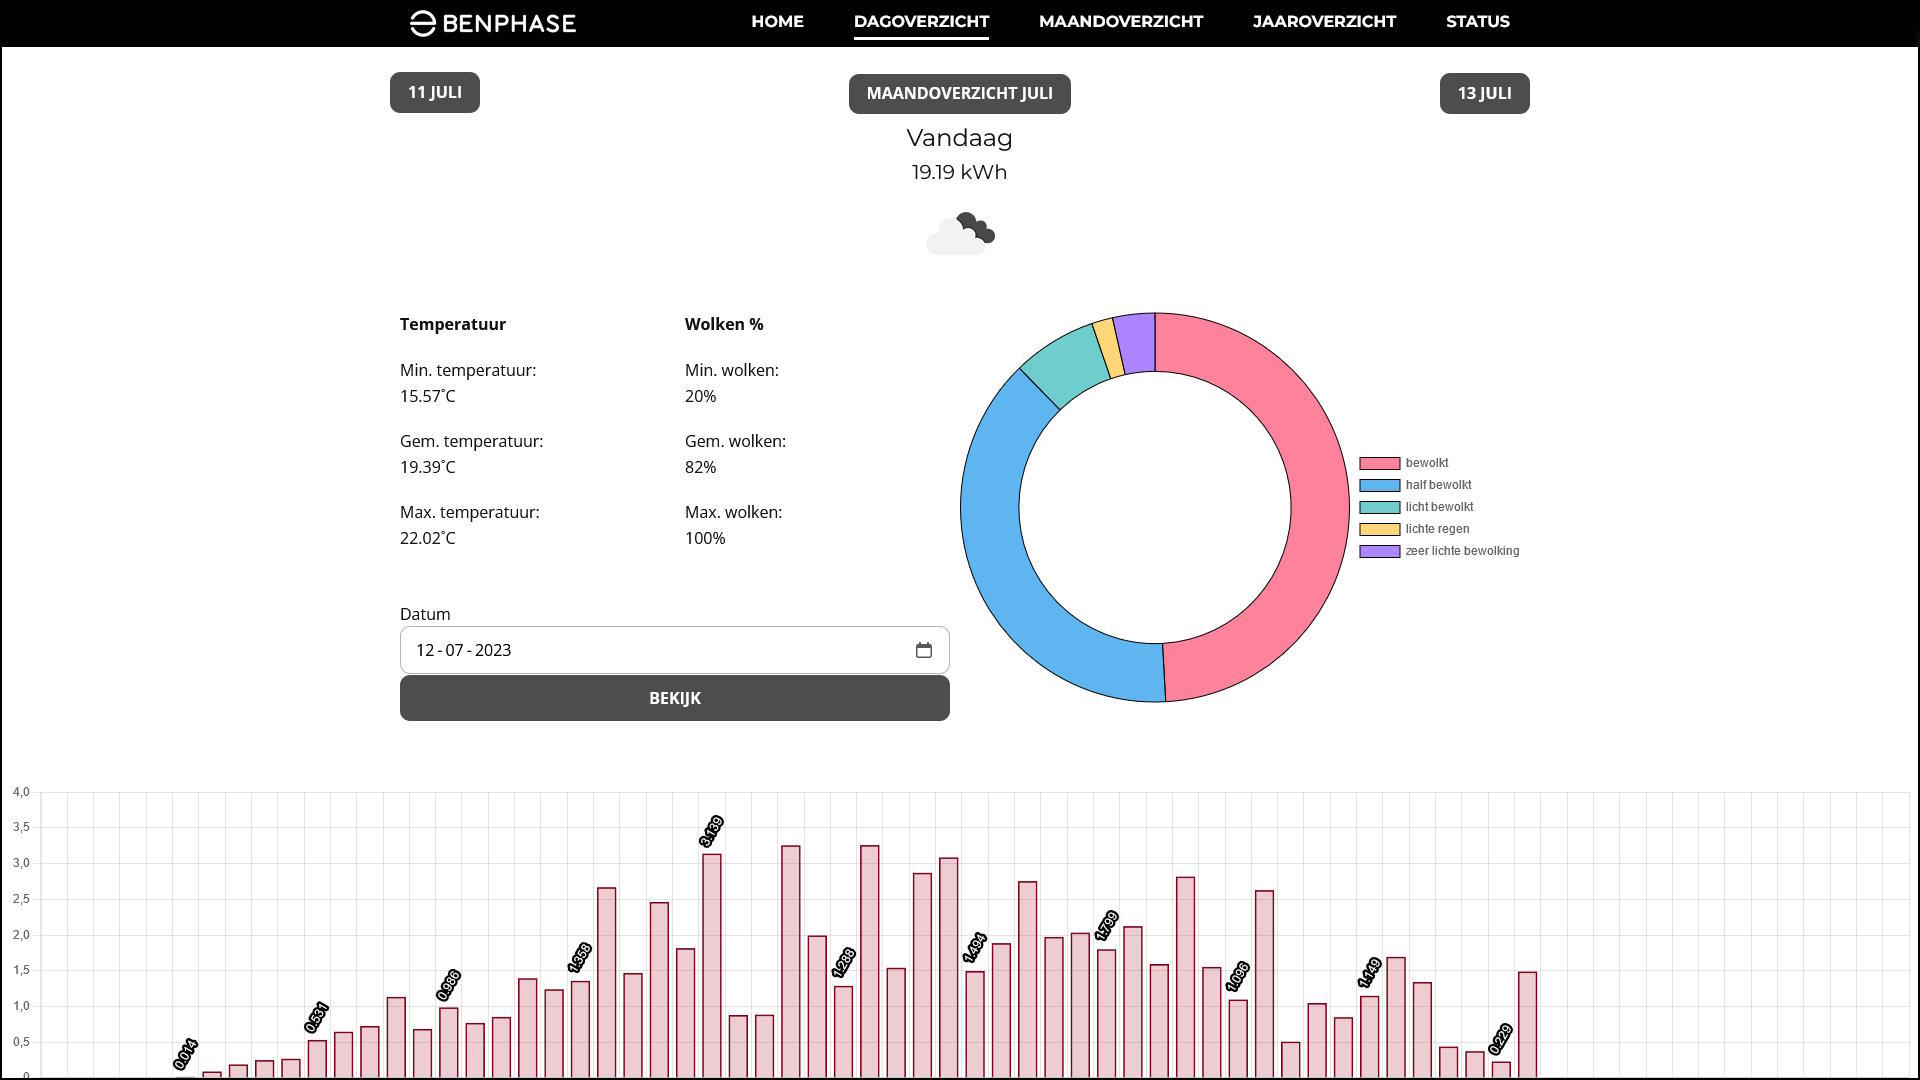 BENPHASE
HOME DAGOVERZICHT MAANDOVERZICHT JAAROVERZICHT STATUS
11 JULI
MAANDOVERZICHT JULI
13 JULI
Vandaag
19.19 kWh
Temperatuur
Min. temperatuur:
15.57°C
Gem. temperatuur:
19.39°C
Max. temperatuur:
22.02°C
Wolken %
Min. wolken:
20%
Gem. wolken:
82%
Max. wolken:
100%
bewolkt
half bewolkt
licht bewolkt
lichte regen
zeer lichte bewolking
Datum
12-07-2023
BEKIJK
4,0
3,5
3,0
2,5
2,0
1,5
1,0
0,5
0
0.014
0.531
0.986
1.358
3.139
1.288
1.494
1.799
1.096
1.149
0.229